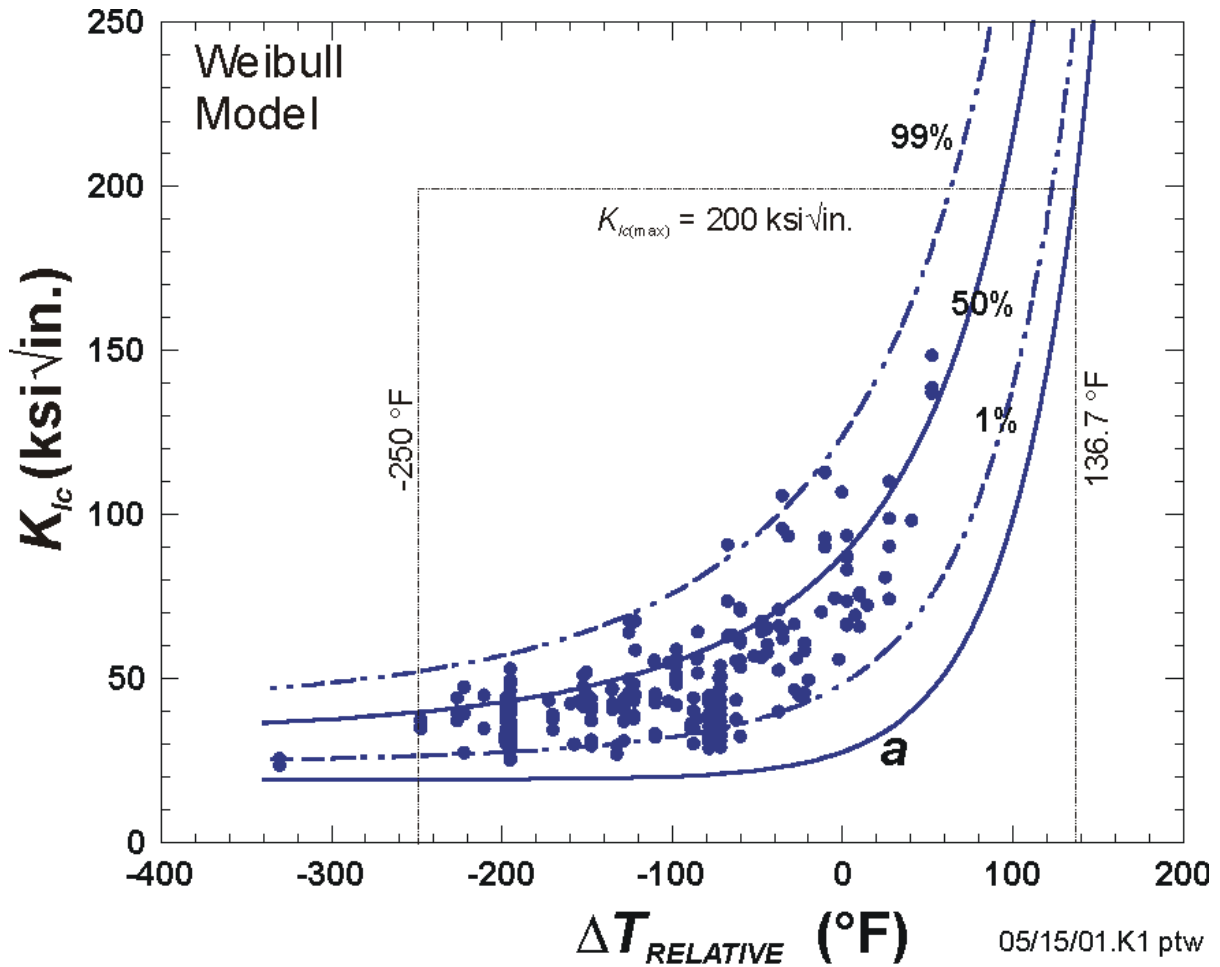 Weibull
Model
250
200
150
100
50
0
K_Ic (ksi√in.)
99%
K_Ic(max) = 200 ksi√in.
50%
1%
-250 °F
136.7 °F
a
-400 -300 -200 -100 0 100 200
ΔT_RELATIVE (°F)
05/15/01.K1 ptw